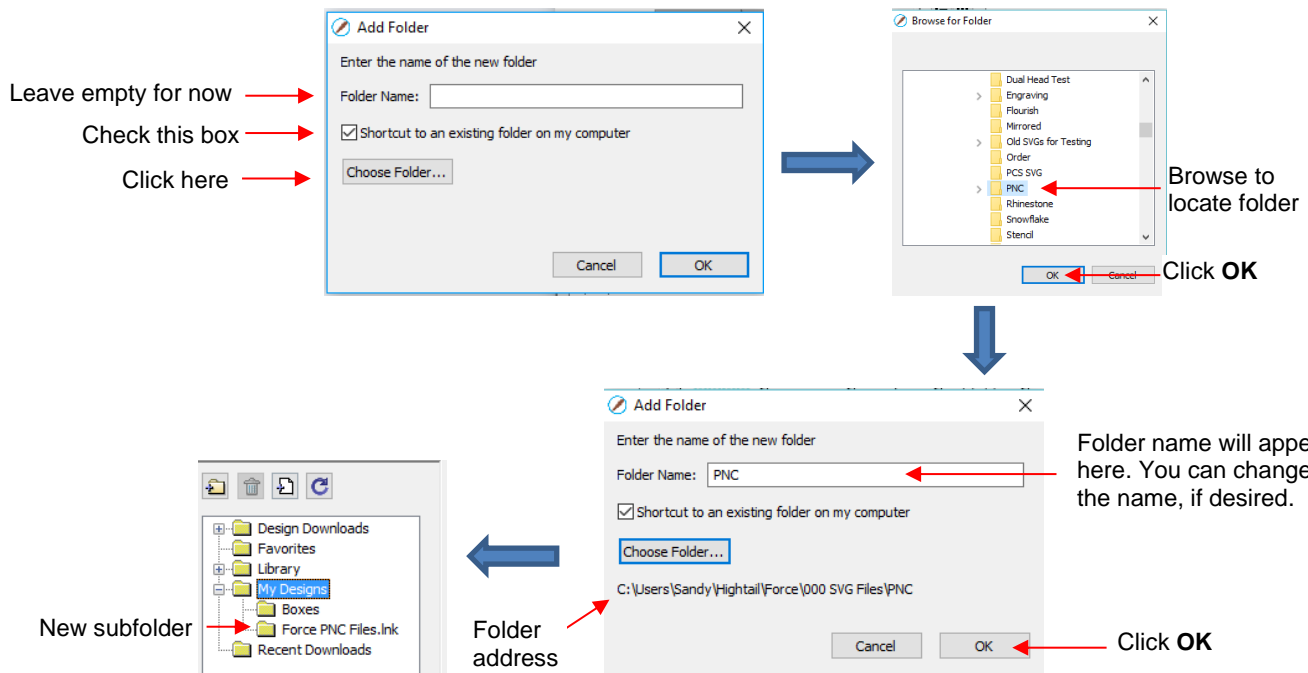 Add Folder
Enter the name of the new folder
Leave empty for now
Folder Name:
Check this box
Shortcut to an existing folder on my computer
Click here
Choose Folder...
Cancel
OK
Browse for Folder
Dual Head Test
Engraving
Flourish
Mirrored
Old SVGs for Testing
Order
PCS SVG
PNC
Rhinestone
Snowflake
Stencil
Browse to
locate folder
OK
Cancel
Click OK
Add Folder
Enter the name of the new folder
Folder Name: PNC
Folder name will appe
here. You can change
the name, if desired.
Shortcut to an existing folder on my computer
Choose Folder...
C:\Users\Sandy\Hightail\Force\000 SVG Files\PNC
Folder
address
Cancel
OK
Click OK
Design Downloads
Favorites
Library
My Designs
Boxes
New subfolder
Force PNC Files.lnk
Recent Downloads